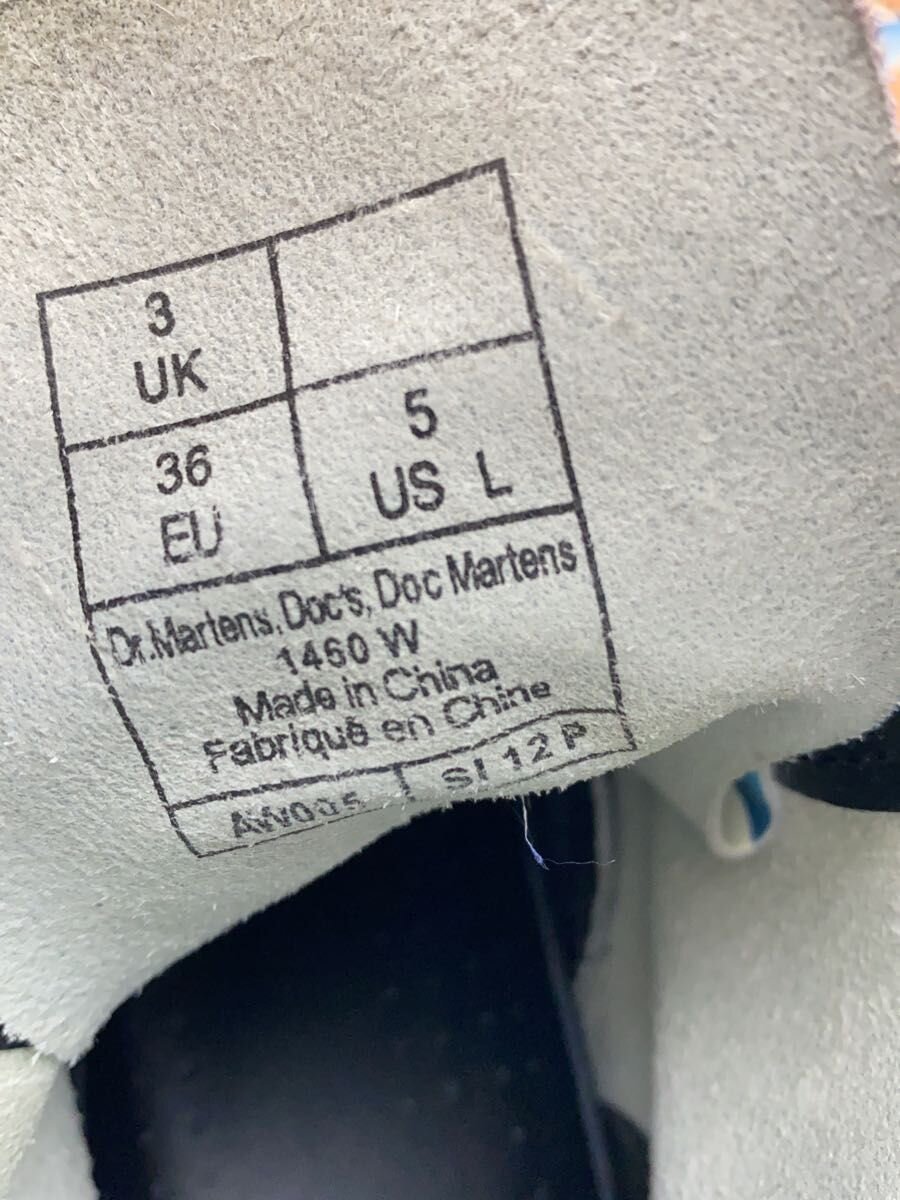 3
UK
36
EU
5
US L
Dr.Martens, Doc's, Doc Martens
1460 W
Made in China
Fabriqué en Chine
AW005 SI 12 P